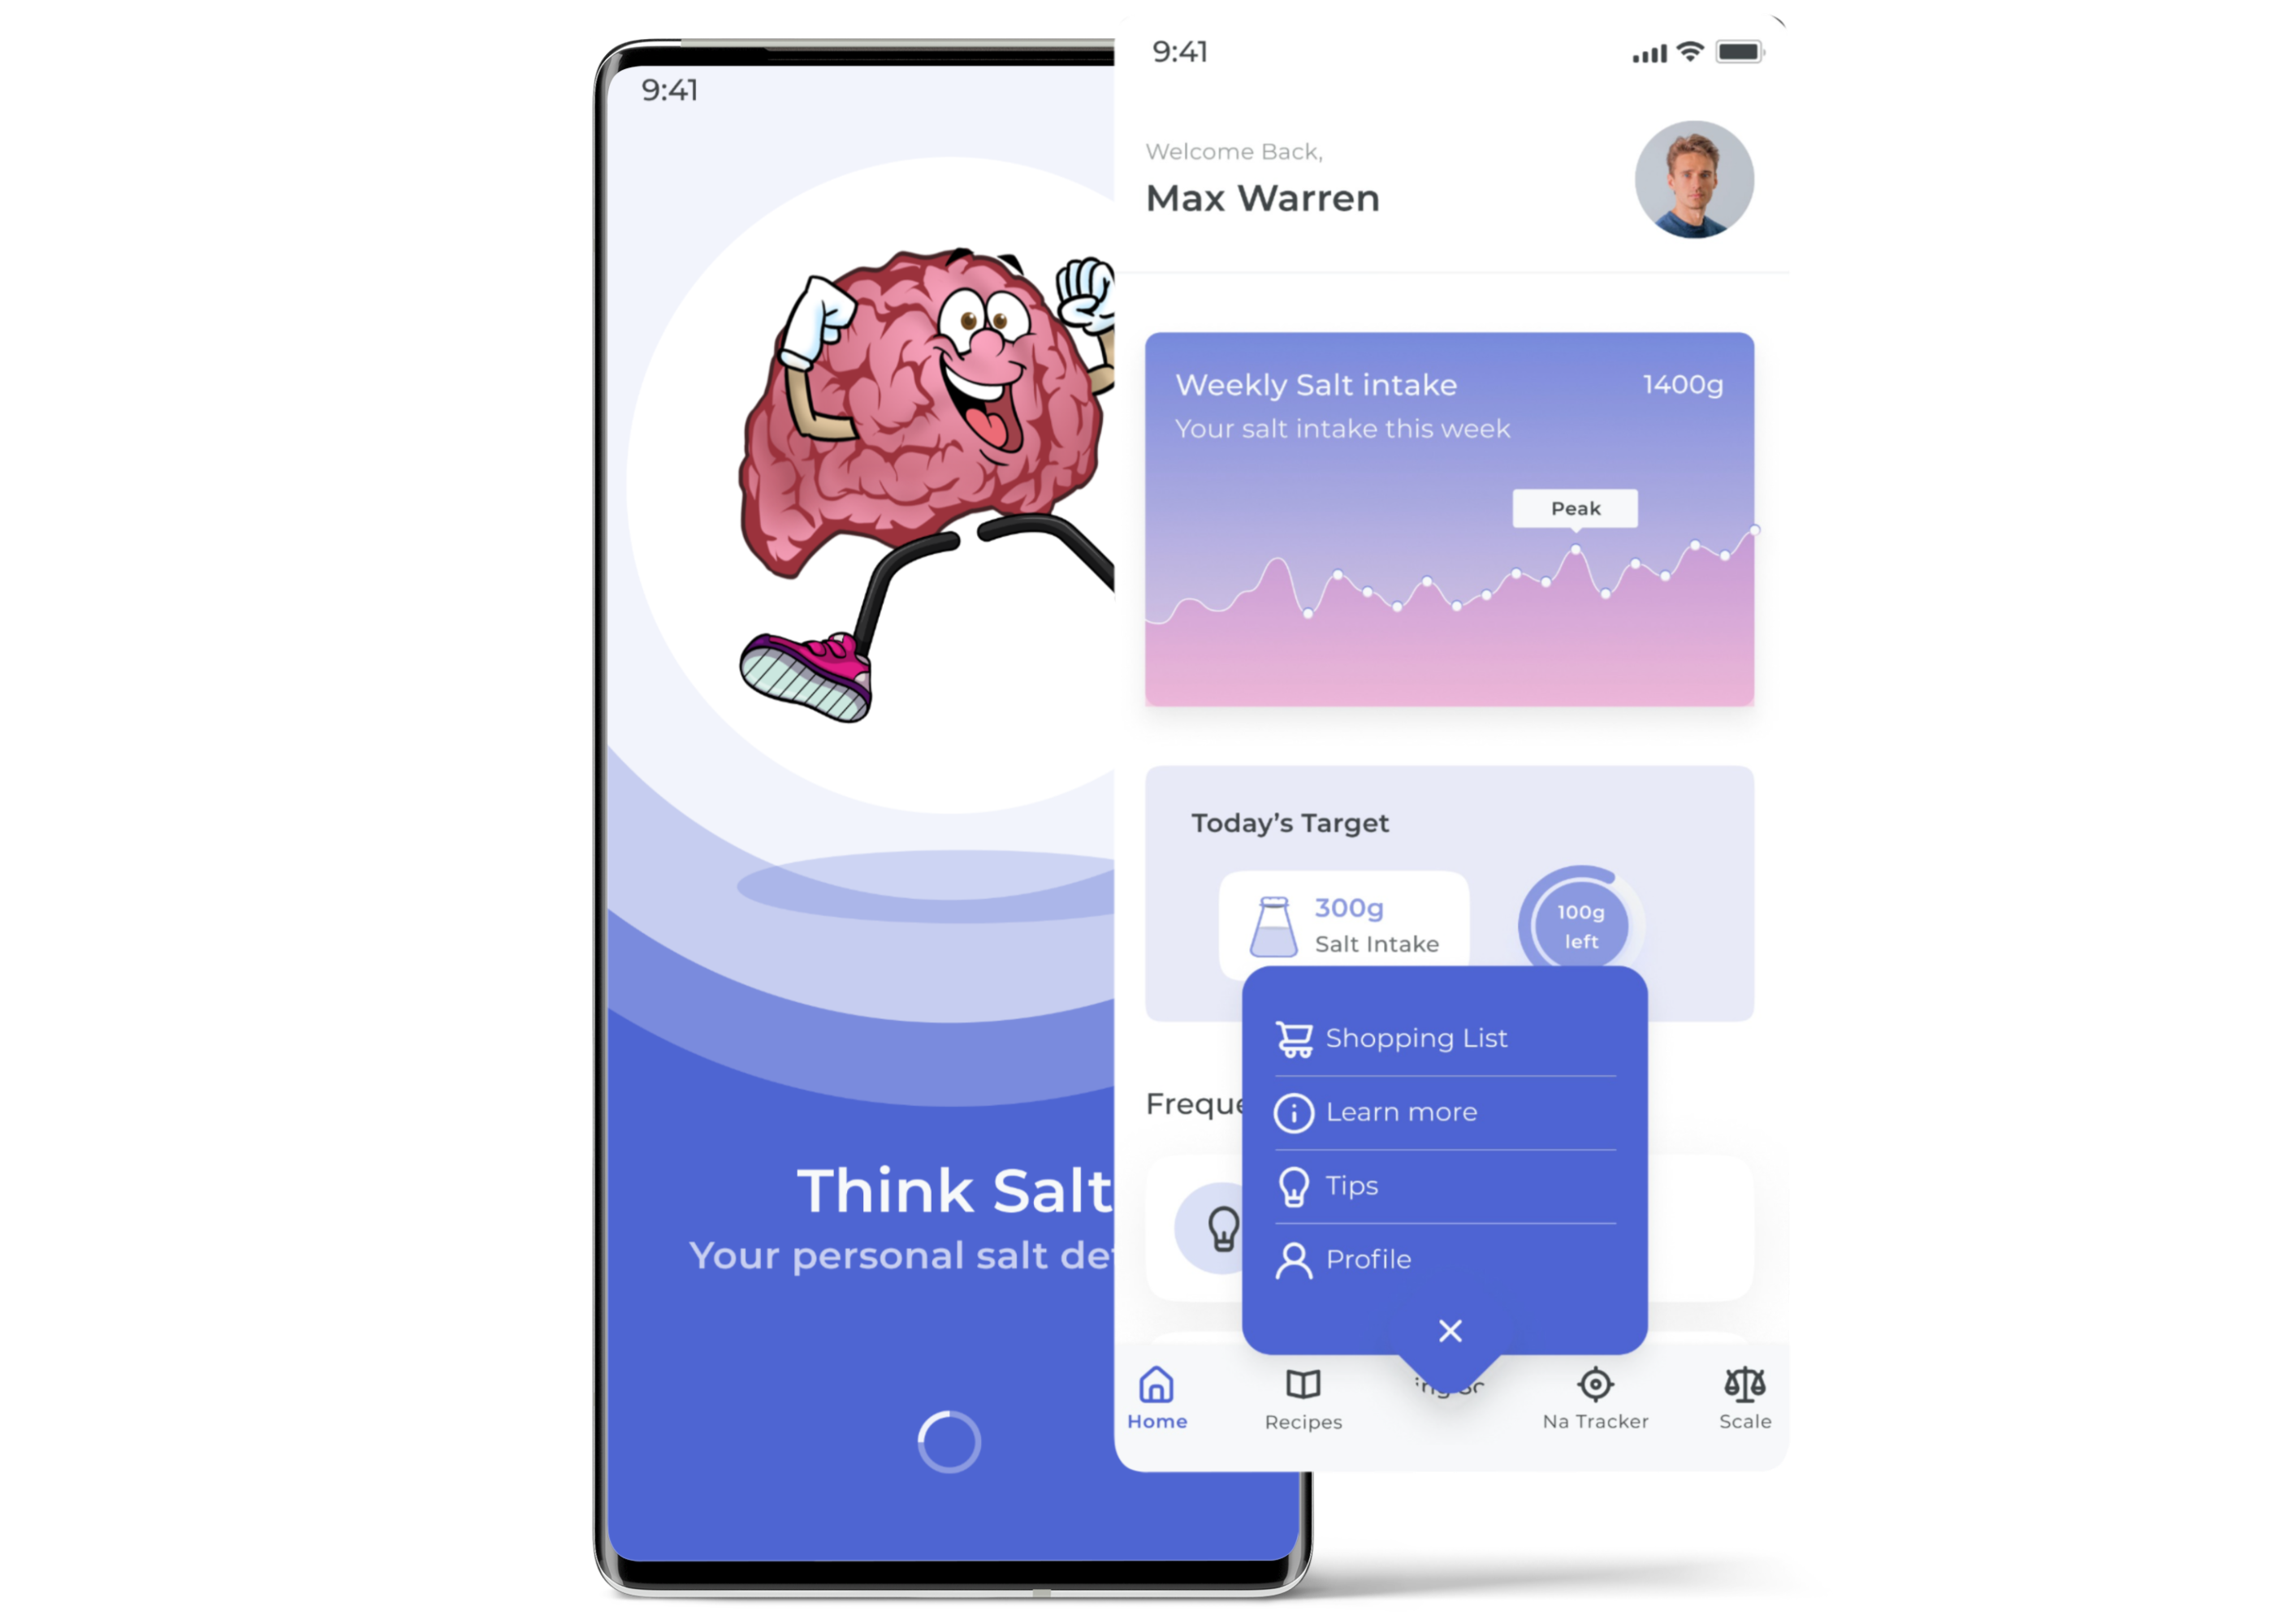 9:41
Think Salt
Your personal salt de
9:41
Welcome Back,
Max Warren
Weekly Salt intake
1400g
Your salt intake this week
Peak
Today's Target
300g
Salt Intake
100g
left
Shopping List
Learn more
Tips
Profile
Home
Recipes
Na Tracker
Scale